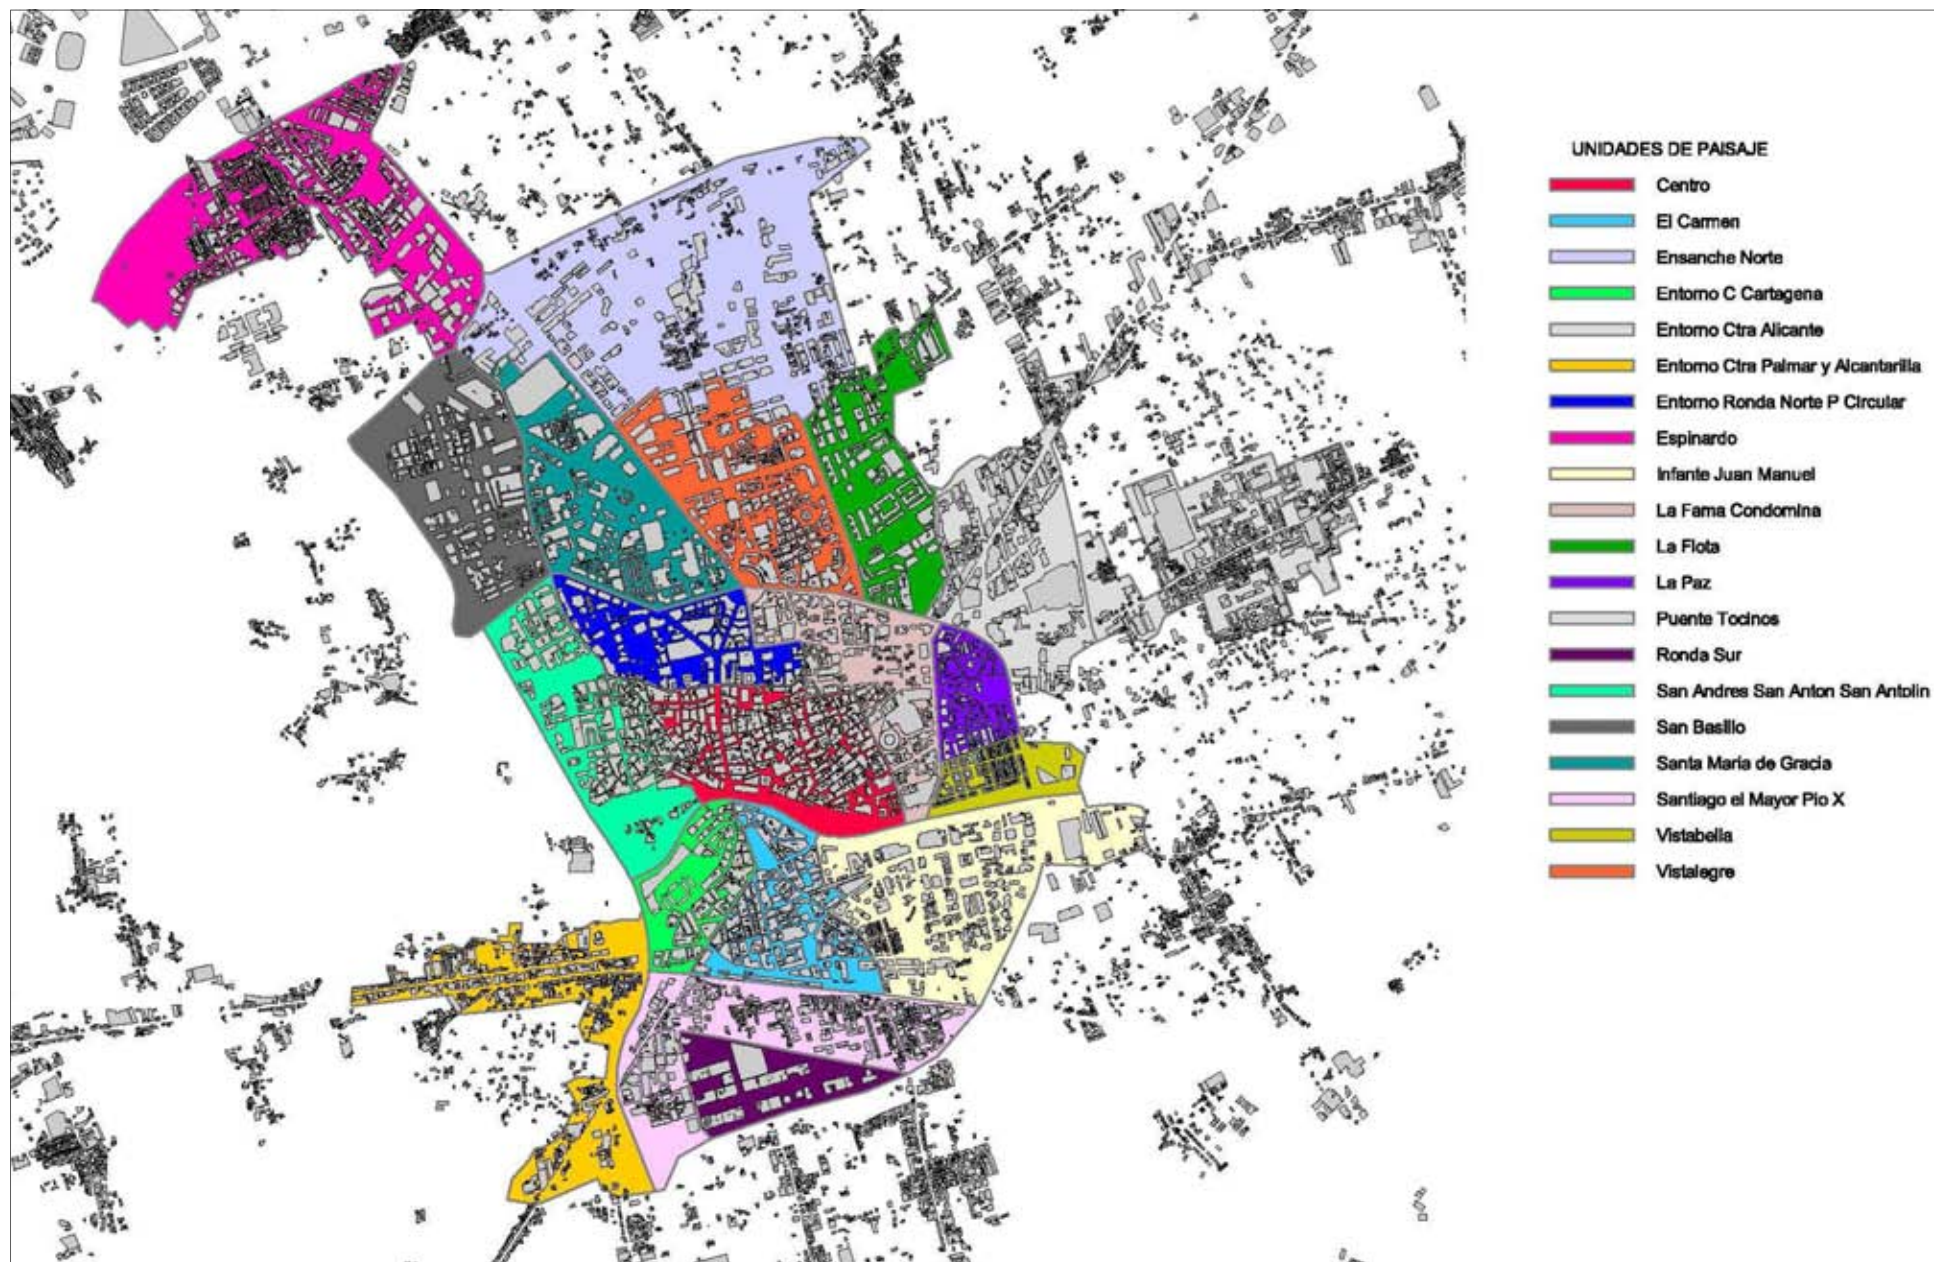 UNIDADES DE PAISAJE
Centro
El Carmen
Ensanche Norte
Entorno C Cartagena
Entorno Ctra Alicante
Entorno Ctra Palmar y Alcantarilla
Entorno Ronda Norte P Circular
Espinardo
Infante Juan Manuel
La Fama Condomina
La Flota
La Paz
Puente Tocinos
Ronda Sur
San Andres San Anton San Antolin
San Basilio
Santa Maria de Gracia
Santiago el Mayor Pio X
Vistabella
Vistalegre